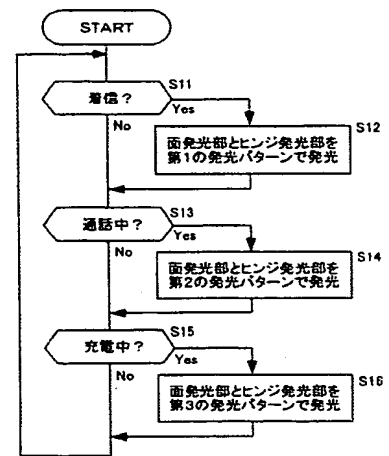 START
着信？
S11
Yes
No
S12
面発光部とヒンジ発光部を
第1の発光パターンで発光
通話中？
S13
Yes
No
S14
面発光部とヒンジ発光部を
第2の発光パターンで発光
充電中？
S15
Yes
No
S16
面発光部とヒンジ発光部を
第3の発光パターンで発光